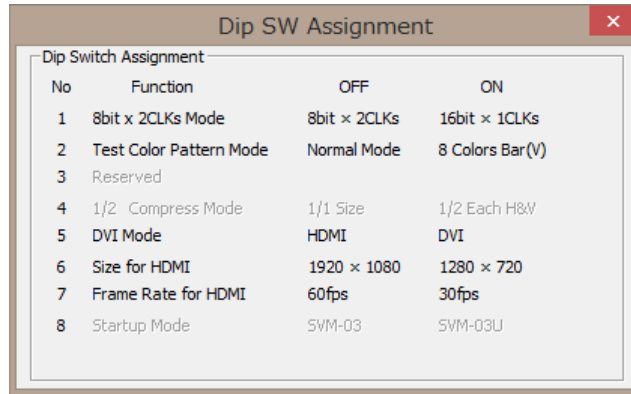 Dip SW Assignment
×
Dip Switch Assignment
No Function OFF ON
1 8bit x 2CLKs Mode 8bit × 2CLKs 16bit × 1CLKs
2 Test Color Pattern Mode Normal Mode 8 Colors Bar(V)
3 Reserved
4 1/2 Compress Mode 1/1 Size 1/2 Each H&V
5 DVI Mode HDMI DVI
6 Size for HDMI 1920 × 1080 1280 × 720
7 Frame Rate for HDMI 60fps 30fps
8 Startup Mode SVM-03 SVM-03U